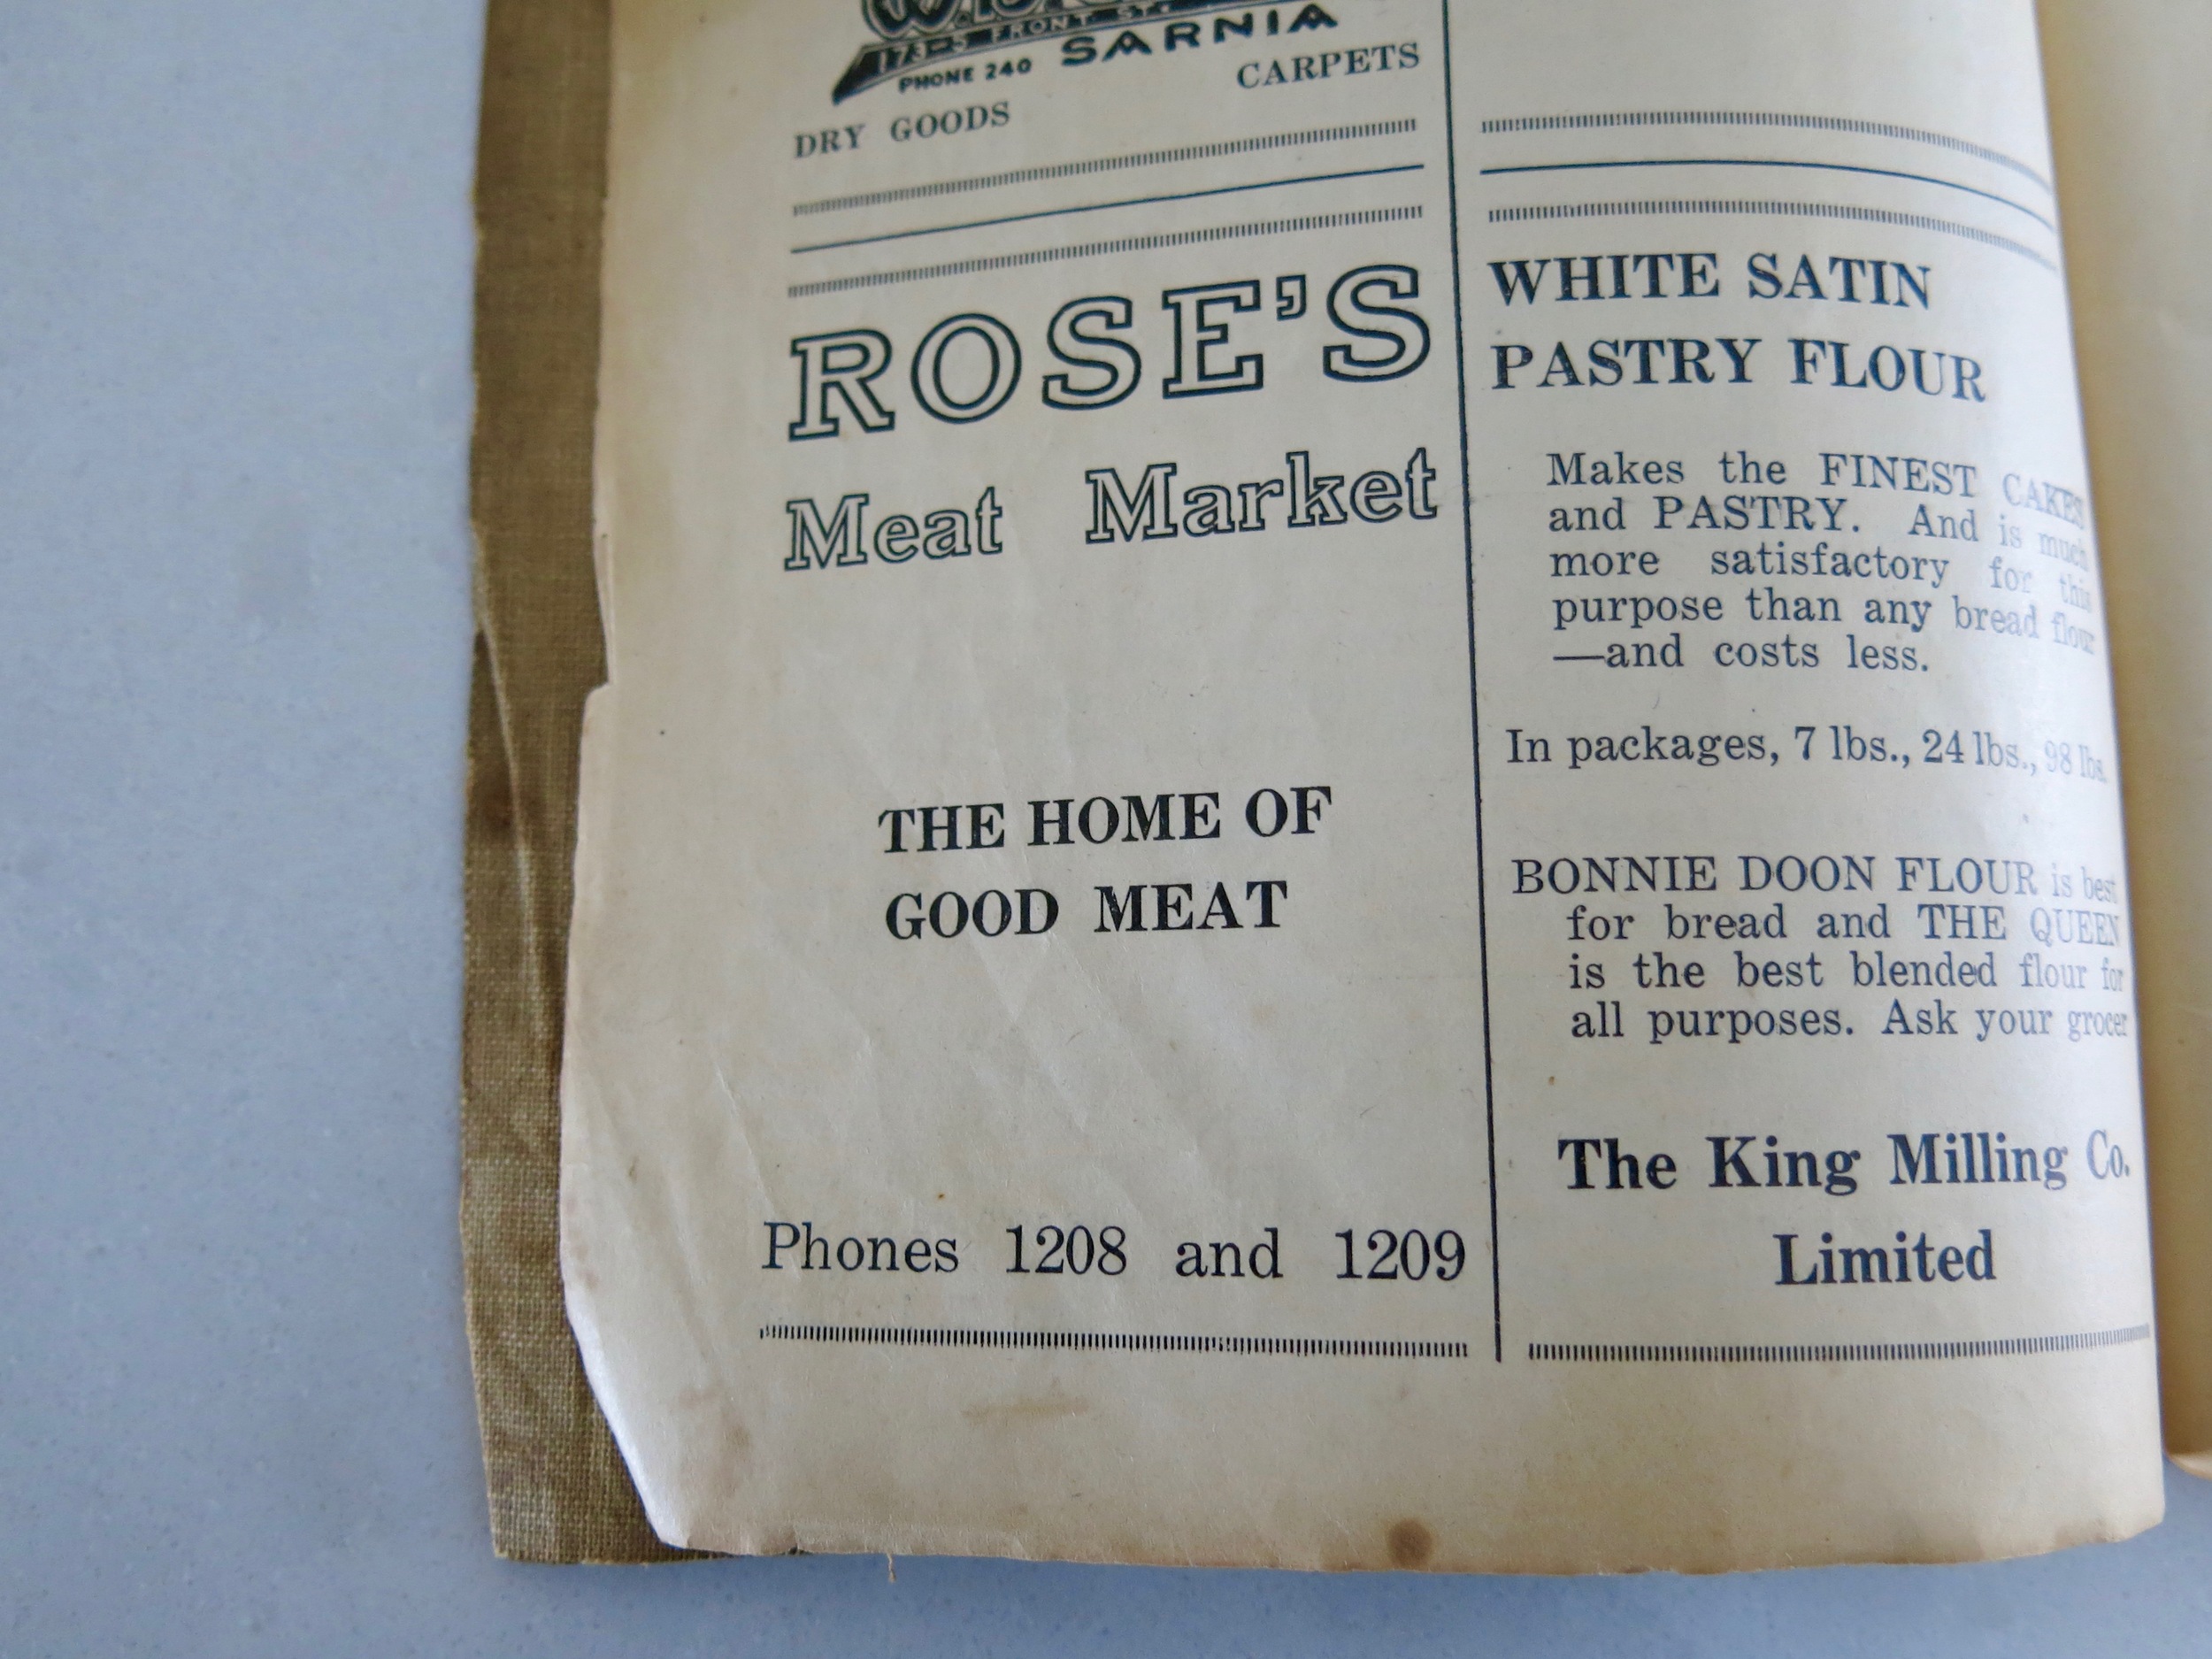 173-5 FRONT ST.
PHONE 240 SARNIA
DRY GOODS CARPETS
ROSE'S
Meat Market
THE HOME OF
GOOD MEAT
Phones 1208 and 1209
WHITE SATIN
PASTRY FLOUR
Makes the FINEST CAKES
and PASTRY. And is much
more satisfactory for this
purpose than any bread flour
—and costs less.
In packages, 7 lbs., 24 lbs., 98 lbs.
BONNIE DOON FLOUR is best
for bread and THE QUEEN
is the best blended flour for
all purposes. Ask your grocer
The King Milling Co.
Limited